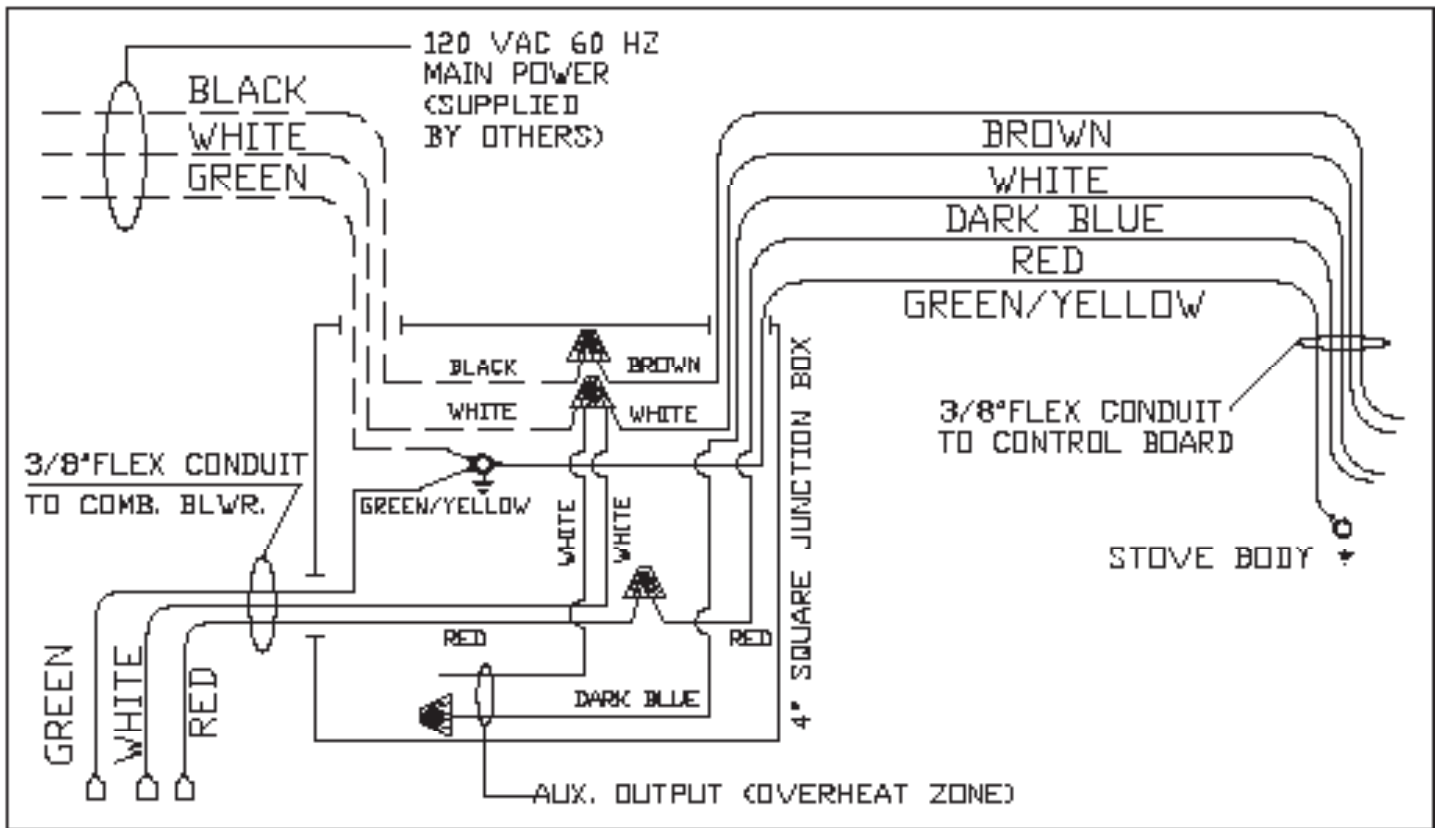 120 VAC 60 HZ
MAIN POWER
(SUPPLIED
BY OTHERS)
BLACK
WHITE
GREEN
BROWN
WHITE
DARK BLUE
RED
GREEN/YELLOW
BLACK
BROWN
WHITE
WHITE
3/8"FLEX CONDUIT
TO CONTROL BOARD
3/8"FLEX CONDUIT
TO COMB. BLWR.
GREEN/YELLOW
WHITE
WHITE
4" SQUARE JUNCTION BOX
STOVE BODY
RED
RED
GREEN
WHITE
RED
DARK BLUE
AUX. OUTPUT (OVERHEAT ZONE)